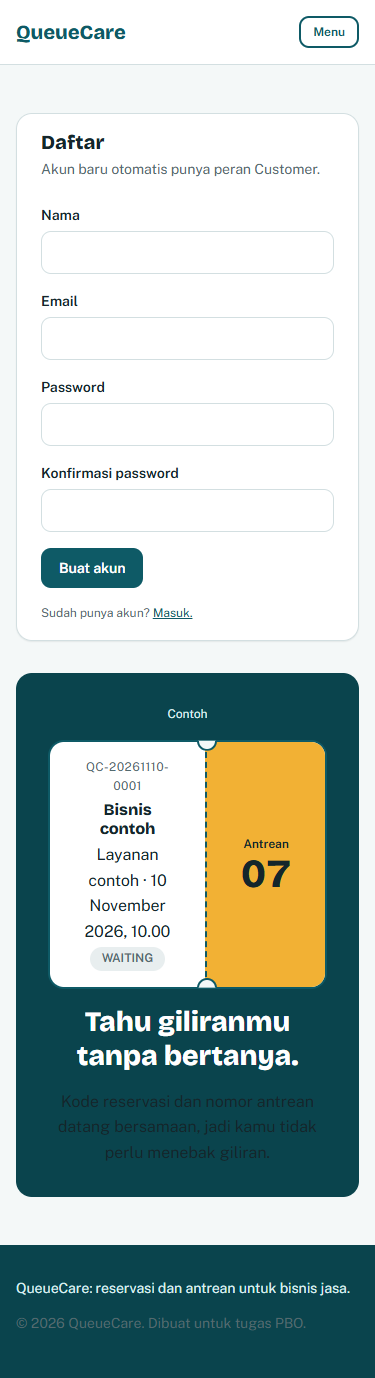 QueueCare
Menu
Daftar
Akun baru otomatis punya peran Customer.
Nama
Email
Password
Konfirmasi password
Buat akun
Sudah punya akun? Masuk.
Contoh
QC-20261110-
0001
Bisnis
contoh
Layanan
contoh · 10
November
2026, 10.00
WAITING
Antrean
07
Tahu giliranmu
tanpa bertanya.
Kode reservasi dan nomor antrean
datang bersamaan, jadi kamu tidak
perlu menebak giliran.
QueueCare: reservasi dan antrean untuk bisnis jasa.
© 2026 QueueCare. Dibuat untuk tugas PBO.